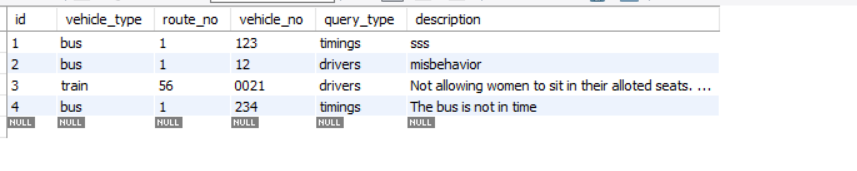 id vehicle_type route_no vehicle_no query_type description
1 bus 1 123 timings sss
2 bus 1 12 drivers misbehavior
3 train 56 0021 drivers Not allowing women to sit in their alloted seats. ...
4 bus 1 234 timings The bus is not in time
NULL NULL NULL NULL NULL NULL